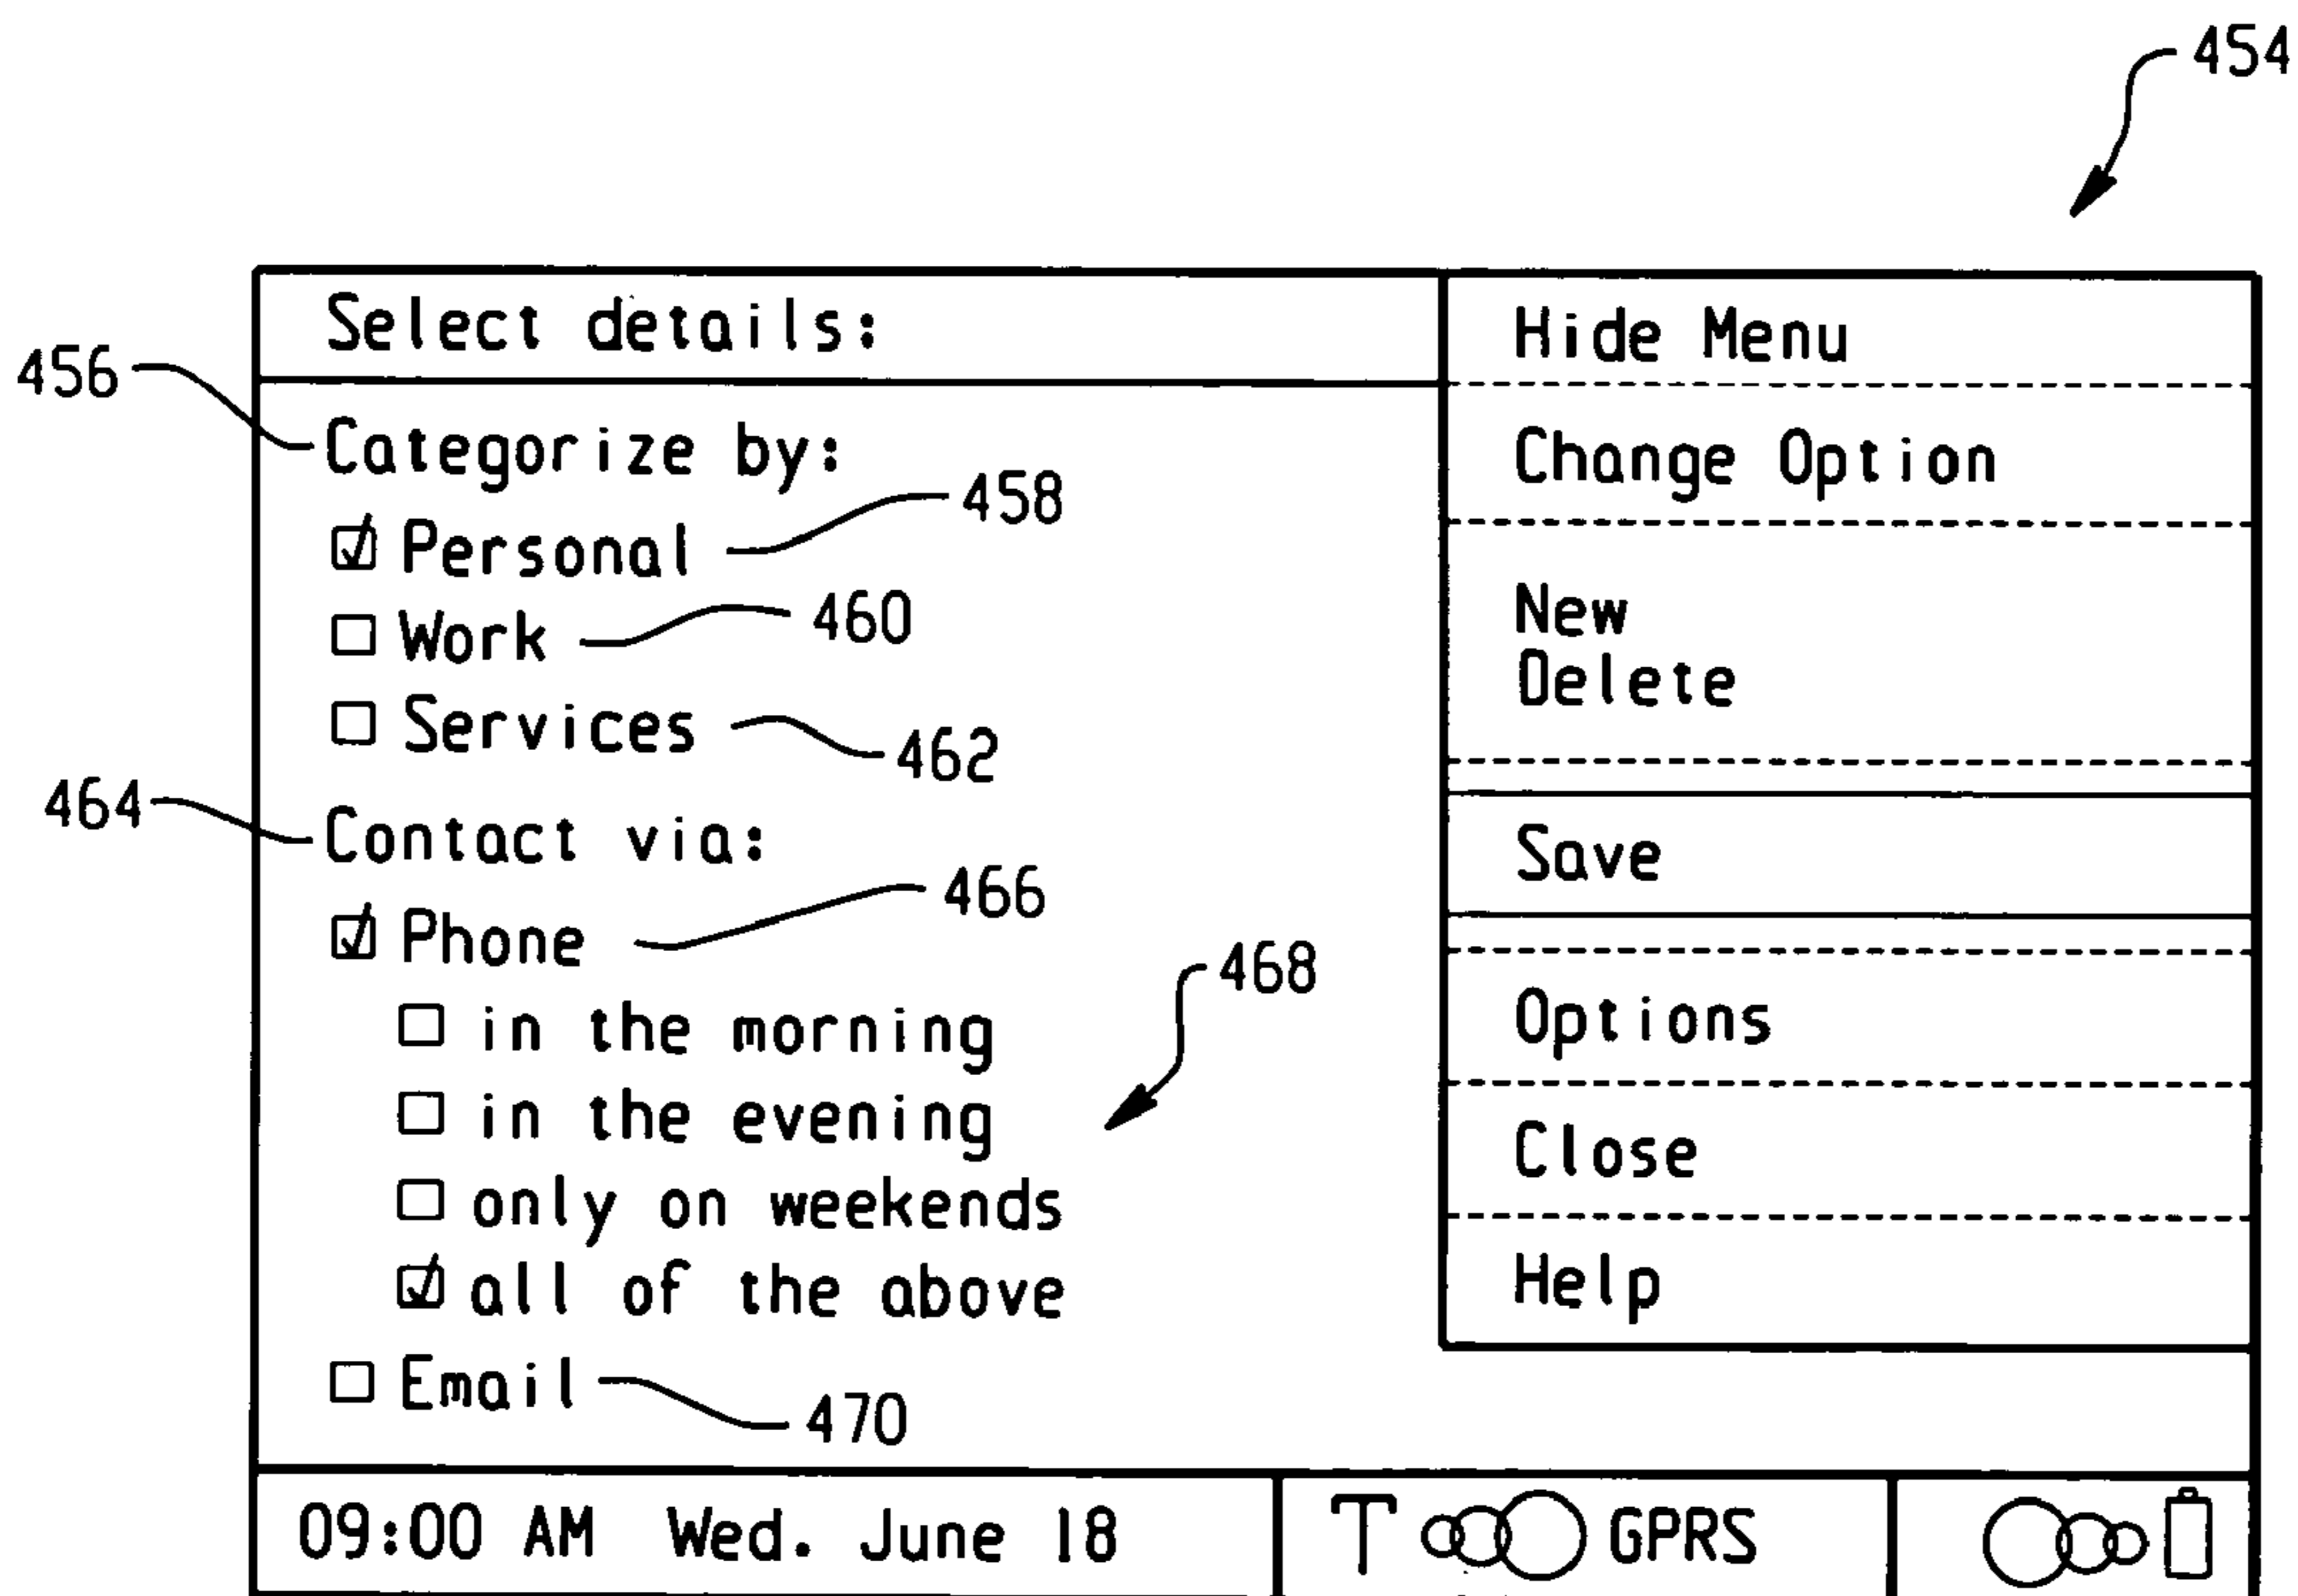 454
Select details:
Hide Menu
456
Categorize by:
Change Option
Personal
458
Work
460
New
Delete
Services
462
464
Contact via:
Save
Phone
466
468
in the morning
Options
in the evening
Close
only on weekends
all of the above
Help
Email
470
09:00 AM Wed. June 18
T
GPRS